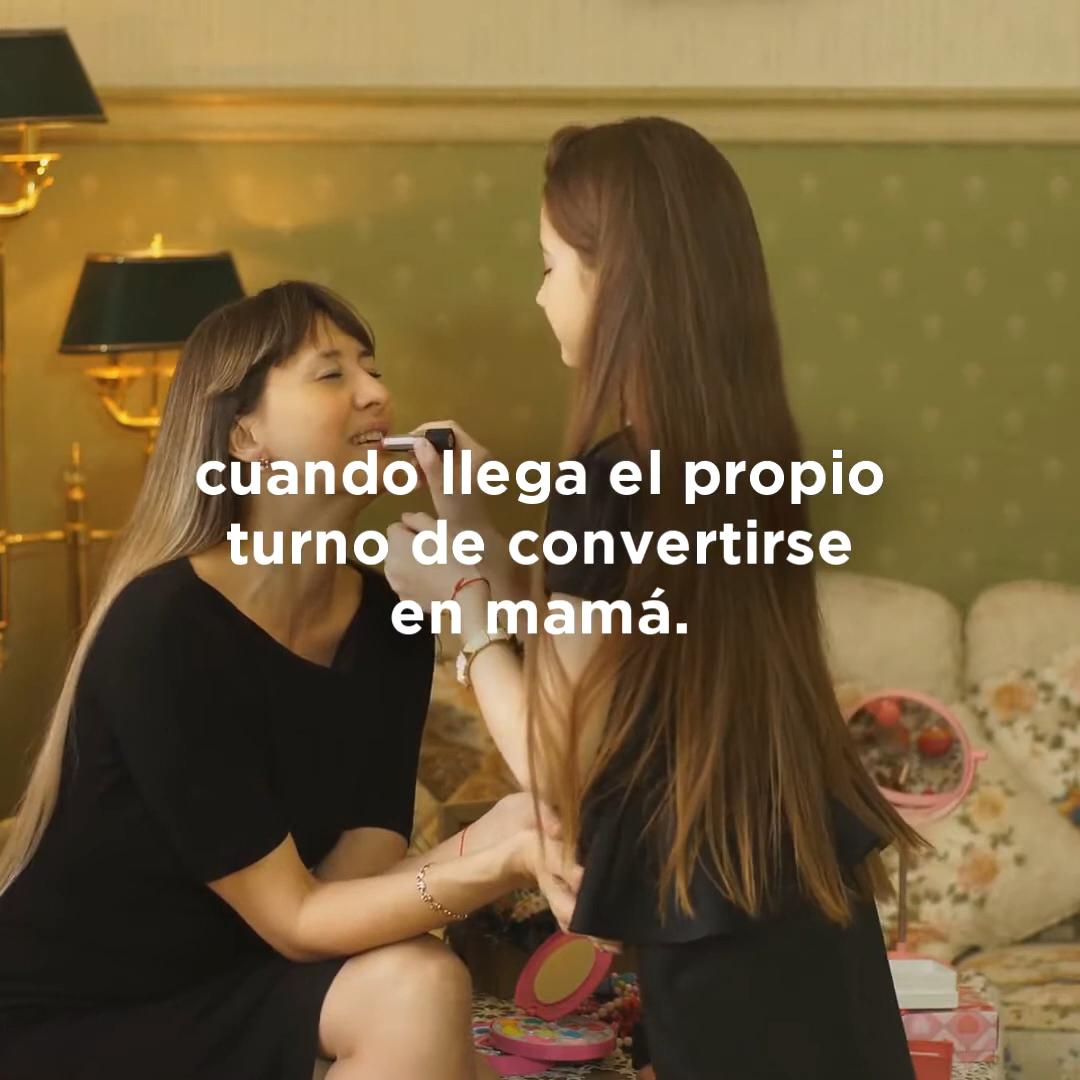 cuando llega el propio
turno de convertirse
en mamá.